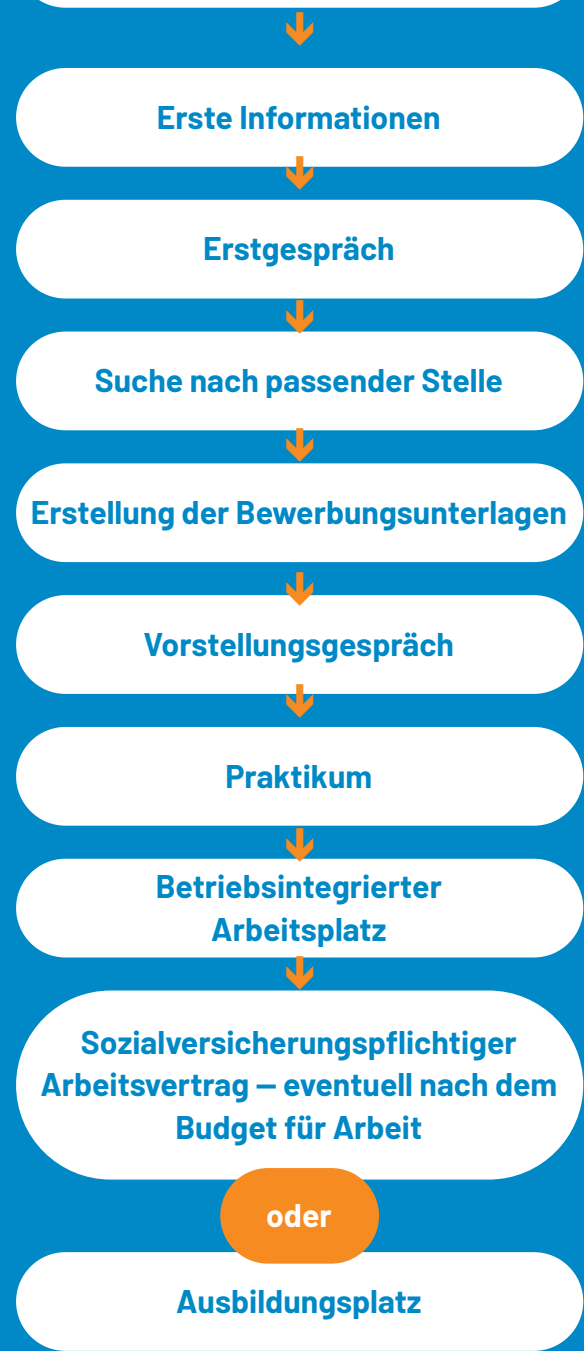 Erste Informationen
Erstgespräch
Suche nach passender Stelle
Erstellung der Bewerbungsunterlagen
Vorstellungsgespräch
Praktikum
Betriebsintegrierter
Arbeitsplatz
Sozialversicherungspflichtiger
Arbeitsvertrag – eventuell nach dem
Budget für Arbeit
oder
Ausbildungsplatz